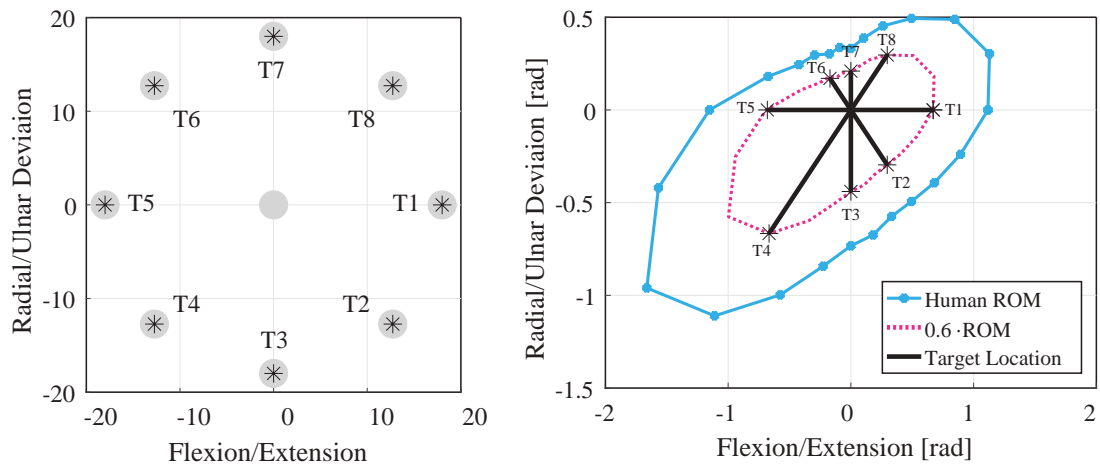 20
10
0
-10
-20
-20
-10
0
12
20
Radial/Ulnar Deviaion
Flexion/Extension
T7
T6
T8
T5
T1
T4
T2
T3
0.5
0
-0.5
-1
-1.5
-2
-1
0
1
2
Radial/Ulnar Deviaion [rad]
Flexion/Extension [rad]
T7
T8
T6
T5
T1
T2
T3
T4
Human ROM
0.6 ·ROM
Target Location